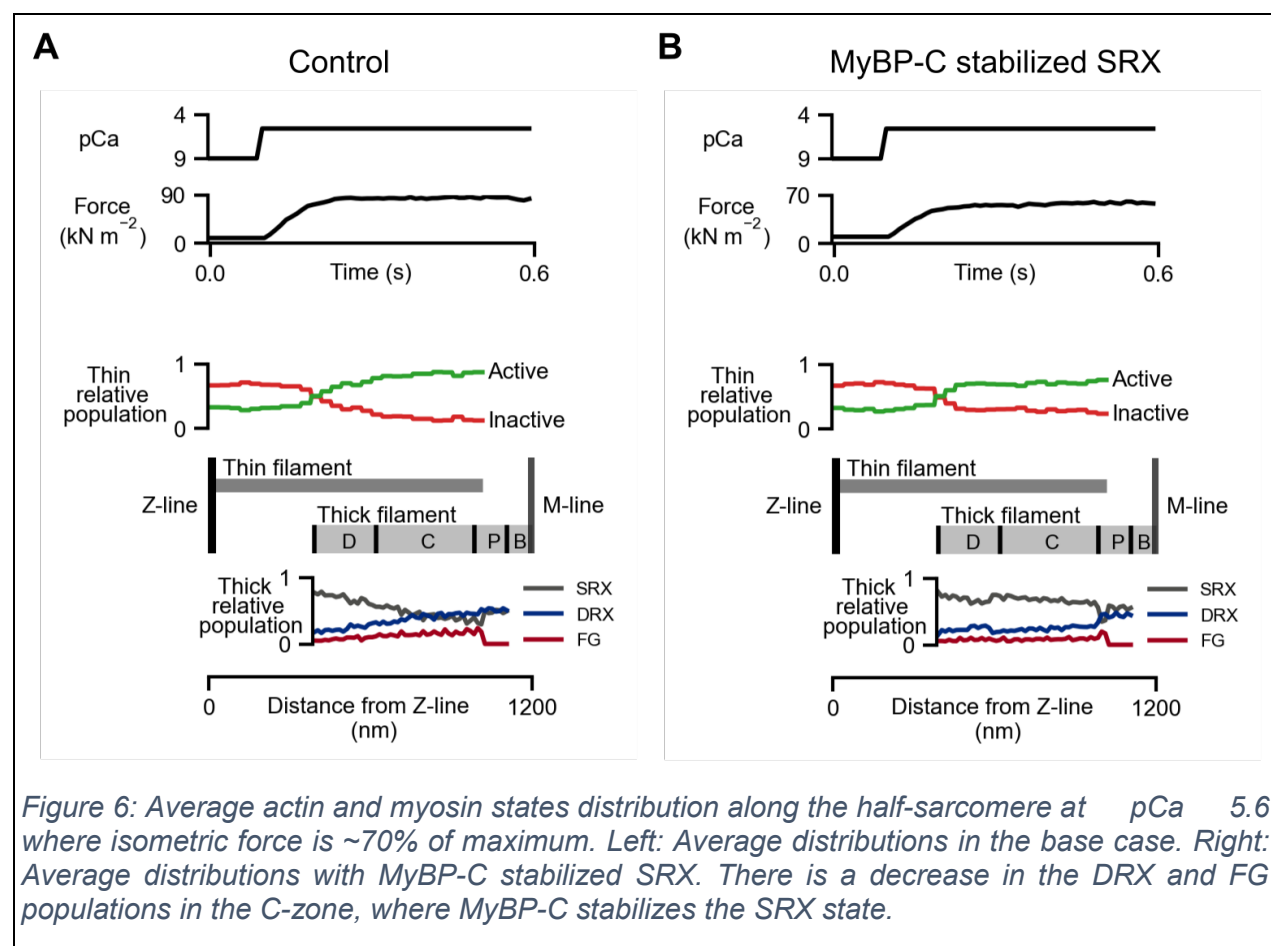 A
Control
pCa
4
9
Force
(kN m−2)
90
0
0.0
Time (s)
0.6
Thin
relative
population
1
0
Active
Inactive
Z-line
Thin filament
Thick filament
D
C
P
B
M-line
Thick
relative
population
1
0
SRX
DRX
FG
0
Distance from Z-line
(nm)
1200
B
MyBP-C stabilized SRX
pCa
4
9
Force
(kN m−2)
70
0
0.0
Time (s)
0.6
Thin
relative
population
1
0
Active
Inactive
Z-line
Thin filament
Thick filament
D
C
P
B
M-line
Thick
relative
population
1
0
SRX
DRX
FG
0
Distance from Z-line
(nm)
1200
Figure 6: Average actin and myosin states distribution along the half-sarcomere at pCa 5.6
where isometric force is ~70% of maximum. Left: Average distributions in the base case. Right:
Average distributions with MyBP-C stabilized SRX. There is a decrease in the DRX and FG
populations in the C-zone, where MyBP-C stabilizes the SRX state.